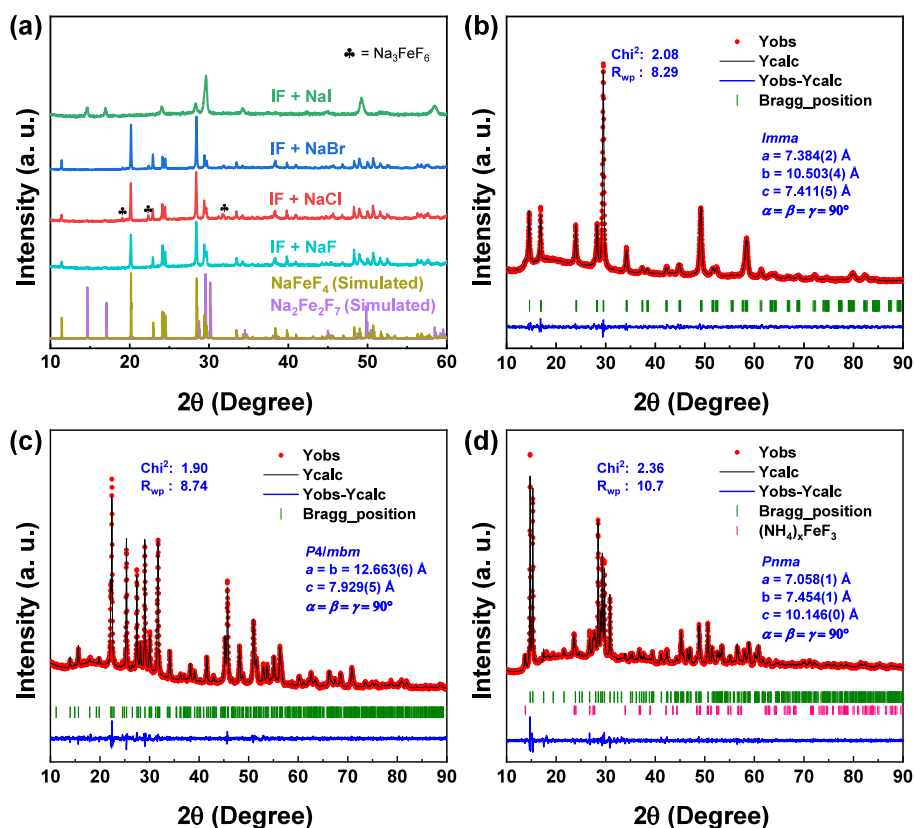 (a)
♣ = Na₃FeF₆
IF + NaI
IF + NaBr
♣ ♣ IF + NaCl ♣
IF + NaF
NaFeF₄ (Simulated)
Na₂Fe₂F₇ (Simulated)
Intensity (a. u.)
10 20 30 40 50 60
2θ (Degree)
(b)
Chi²: 2.08
R_wp : 8.29
Yobs
Ycalc
Yobs-Ycalc
Bragg_position
Imma
a = 7.384(2) Å
b = 10.503(4) Å
c = 7.411(5) Å
α = β = γ = 90°
Intensity (a. u.)
10 20 30 40 50 60 70 80 90
2θ (Degree)
(c)
Chi²: 1.90
R_wp : 8.74
Yobs
Ycalc
Yobs-Ycalc
Bragg_position
P4/mbm
a = b = 12.663(6) Å
c = 7.929(5) Å
α = β = γ = 90°
Intensity (a. u.)
10 20 30 40 50 60 70 80 90
2θ (Degree)
(d)
Chi²: 2.36
R_wp : 10.7
Yobs
Ycalc
Yobs-Ycalc
Bragg_position
(NH₄)ₓFeF₃
Pnma
a = 7.058(1) Å
b = 7.454(1) Å
c = 10.146(0) Å
α = β = γ = 90°
Intensity (a. u.)
10 20 30 40 50 60 70 80 90
2θ (Degree)